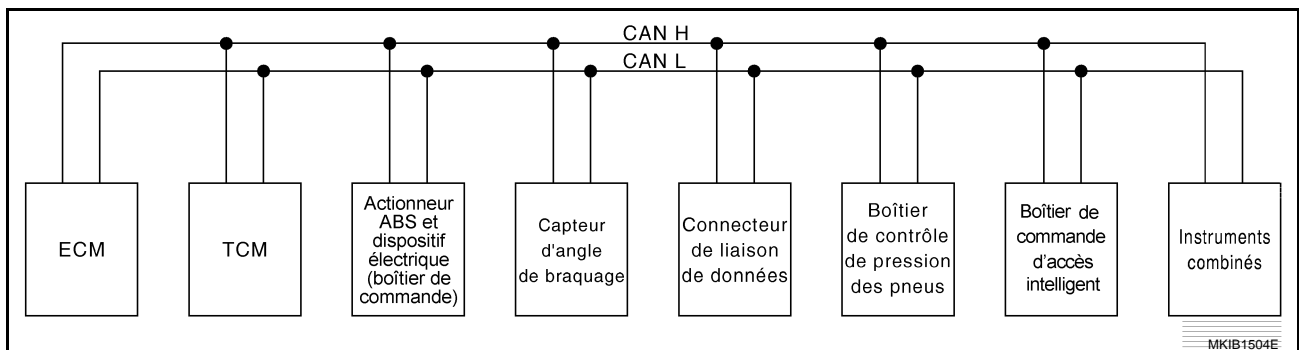 CAN H
CAN L
ECM
TCM
Actionneur
ABS et
dispositif
électrique
(boîtier de
commande)
Capteur
d'angle
de braquage
Connecteur
de liaison
de données
Boîtier
de contrôle
de pression
des pneus
Boîtier de
commande
d’accès
intelligent
Instruments
combinés
MKIB1504E